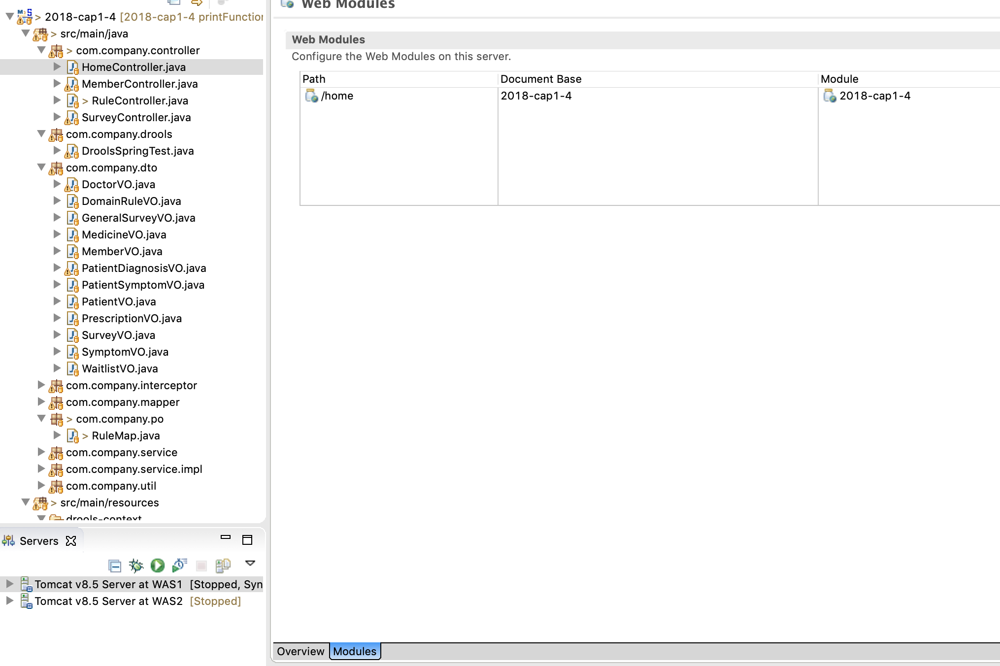 > 2018-cap1-4 [2018-cap1-4 printFunction
> src/main/java
> com.company.controller
HomeController.java
MemberController.java
> RuleController.java
SurveyController.java
com.company.drools
DroolsSpringTest.java
com.company.dto
DoctorVO.java
DomainRuleVO.java
GeneralSurveyVO.java
MedicineVO.java
MemberVO.java
PatientDiagnosisVO.java
PatientSymptomVO.java
PatientVO.java
PrescriptionVO.java
SurveyVO.java
SymptomVO.java
WaitlistVO.java
com.company.interceptor
com.company.mapper
> com.company.po
> RuleMap.java
com.company.service
com.company.service.impl
com.company.util
> src/main/resources
drools-context
Servers
Tomcat v8.5 Server at WAS1 [Stopped, Syn
Tomcat v8.5 Server at WAS2 [Stopped]
Web Modules
Web Modules
Configure the Web Modules on this server.
Path Document Base Module
/home 2018-cap1-4 2018-cap1-4
Overview Modules